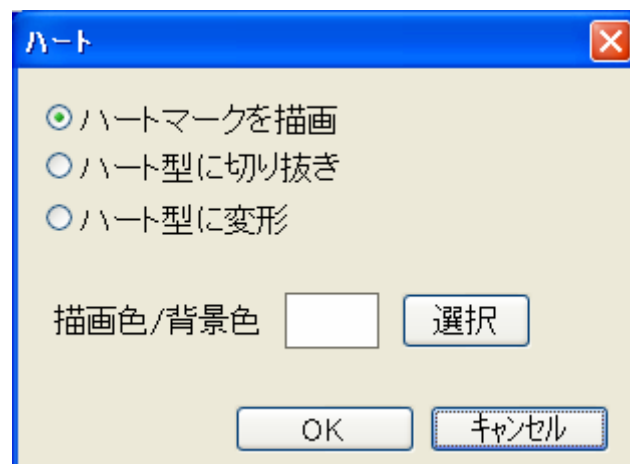 ハート
ハートマークを描画
ハート型に切り抜き
ハート型に変形
描画色/背景色 選択
OK キャンセル